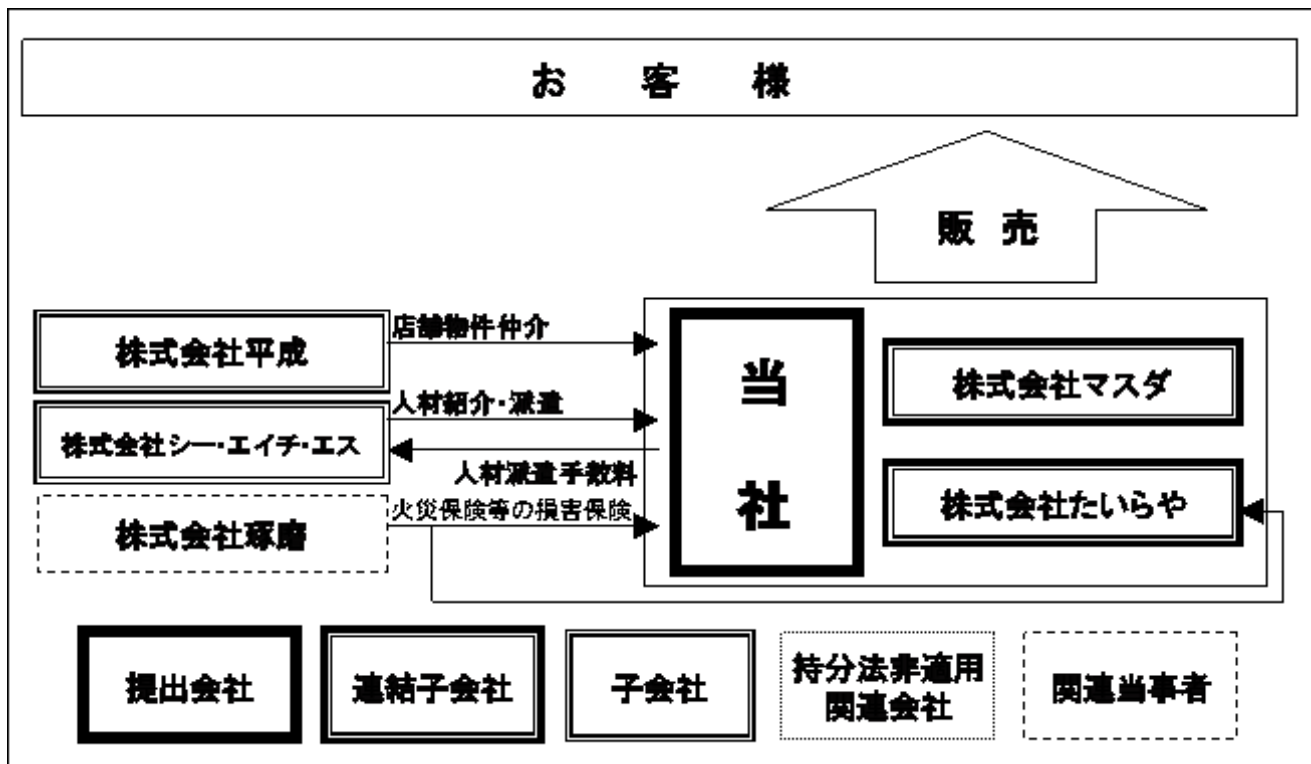 お客様
販売
株式会社平成
店舗物件仲介
当社
株式会社マスダ
人材紹介・派遣
株式会社シー・エイチ・エス
人材派遣手数料
株式会社たいらや
火災保険等の損害保険
株式会社琢磨
提出会社
連結子会社
子会社
持分法非適用
関連会社
関連当事者